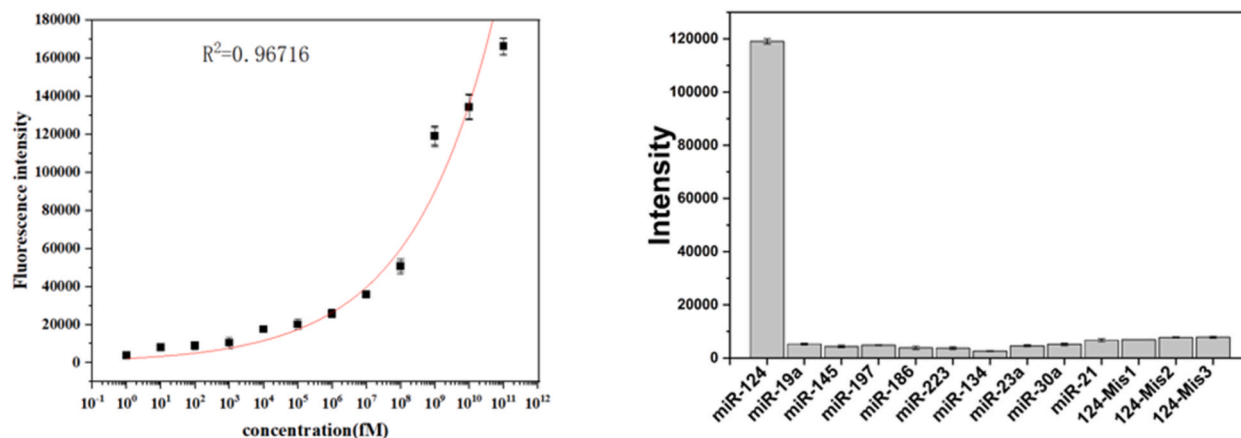 180000
160000
140000
120000
100000
80000
60000
40000
20000
0
Fluorescence intensity
R²=0.96716
10⁻¹ 10⁰ 10¹ 10² 10³ 10⁴ 10⁵ 10⁶ 10⁷ 10⁸ 10⁹ 10¹⁰ 10¹¹ 10¹²
concentration(fM)
120000
100000
80000
60000
40000
20000
0
Intensity
miR-124
miR-19a
miR-145
miR-197
miR-186
miR-223
miR-134
miR-23a
miR-30a
miR-21
124-Mis1
124-Mis2
124-Mis3